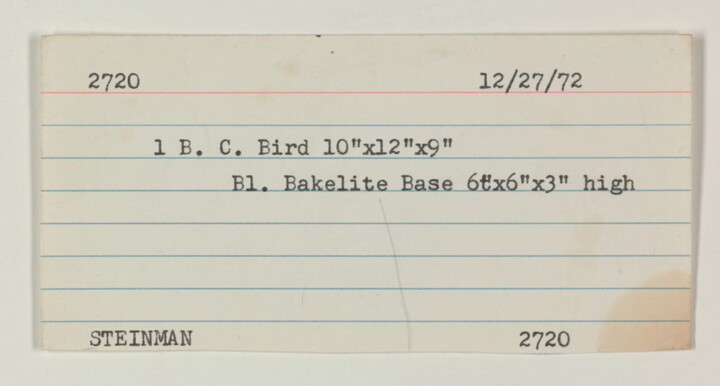 2720 12/27/72
1 B. C. Bird 10"x12"x9"
Bl. Bakelite Base 6"x6"x3" high
STEINMAN 2720